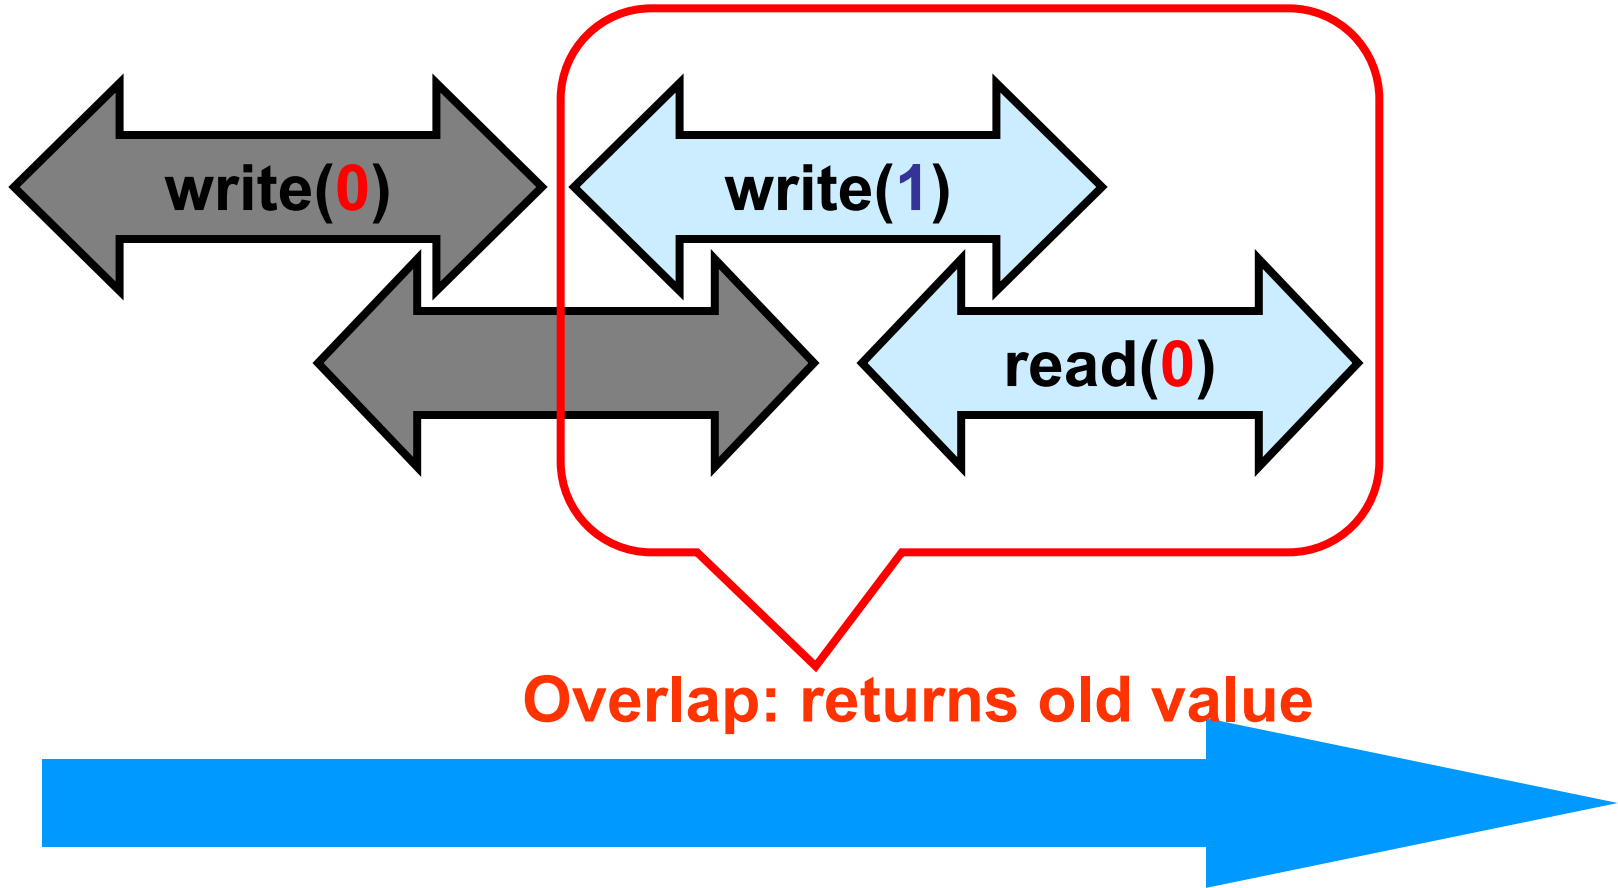 write(0)
write(1)
read(0)
Overlap: returns old value